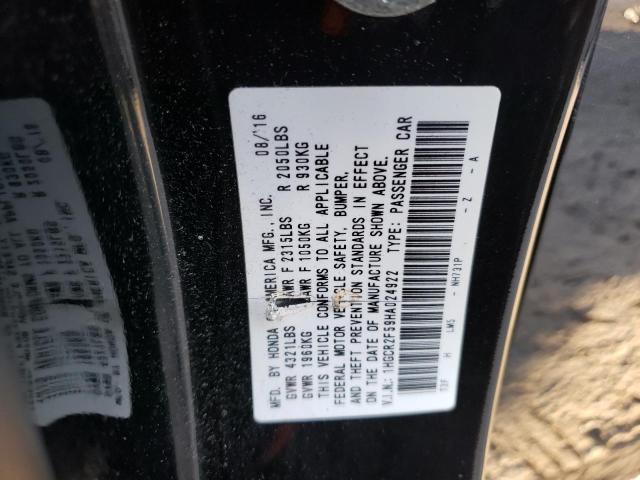 MFD. BY HONDA AMERICA MFG., INC. 08/'16
GVWR 4321LBS GAWR F 2315LBS R 2050LBS
GVWR 1960KG GAWR F 1050KG R 930KG
THIS VEHICLE CONFORMS TO ALL APPLICABLE
FEDERAL MOTOR VEHICLE SAFETY, BUMPER,
AND THEFT PREVENTION STANDARDS IN EFFECT
ON THE DATE OF MANUFACTURE SHOWN ABOVE.
V.I.N.: 1HGCR2F59HA024922 TYPE: PASSENGER CAR
H LM5 - NH731P - Z - A